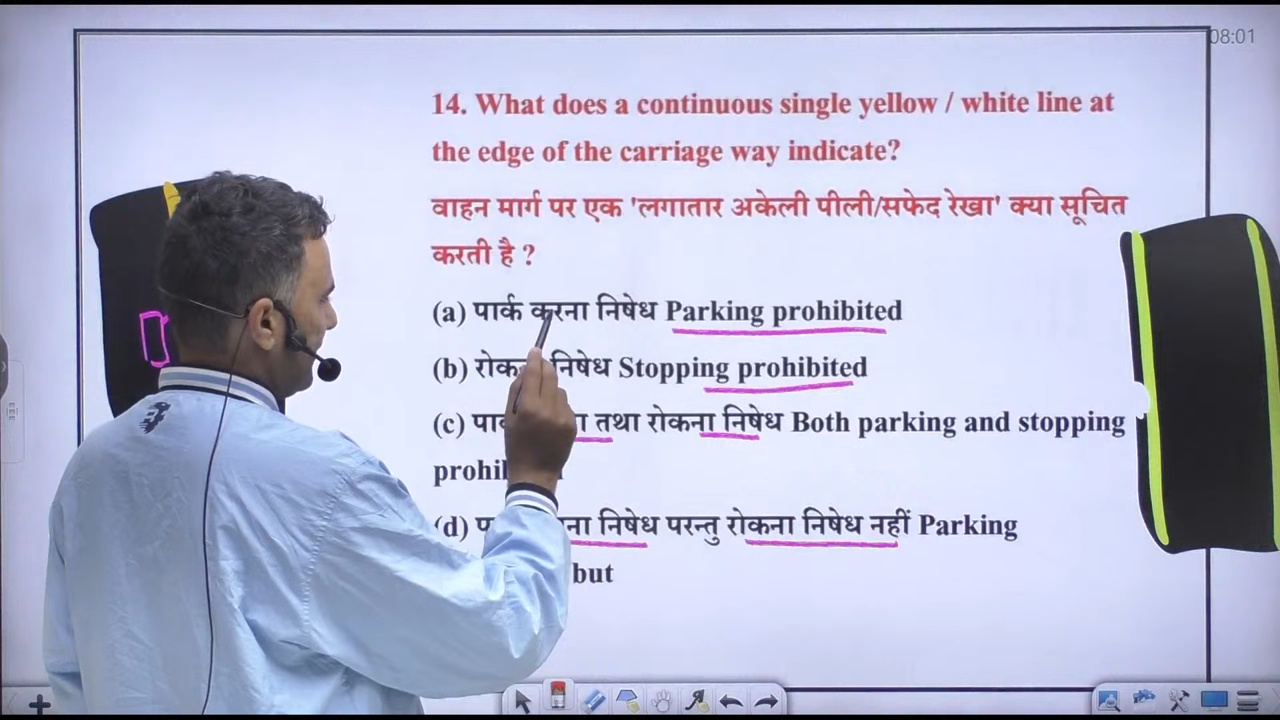 08:01
14. What does a continuous single yellow / white line at
the edge of the carriage way indicate?
वाहन मार्ग पर एक 'लगातार अकेली पीली/सफेद रेखा' क्या सूचित
करती है ?
(a) पार्क करना निषेध Parking prohibited
(b) निषेध Stopping prohibited
(c) तथा रोकना निषेध Both parking and stopping
(d) निषेध परन्तु रोकना निषेध नहीं Parking
but